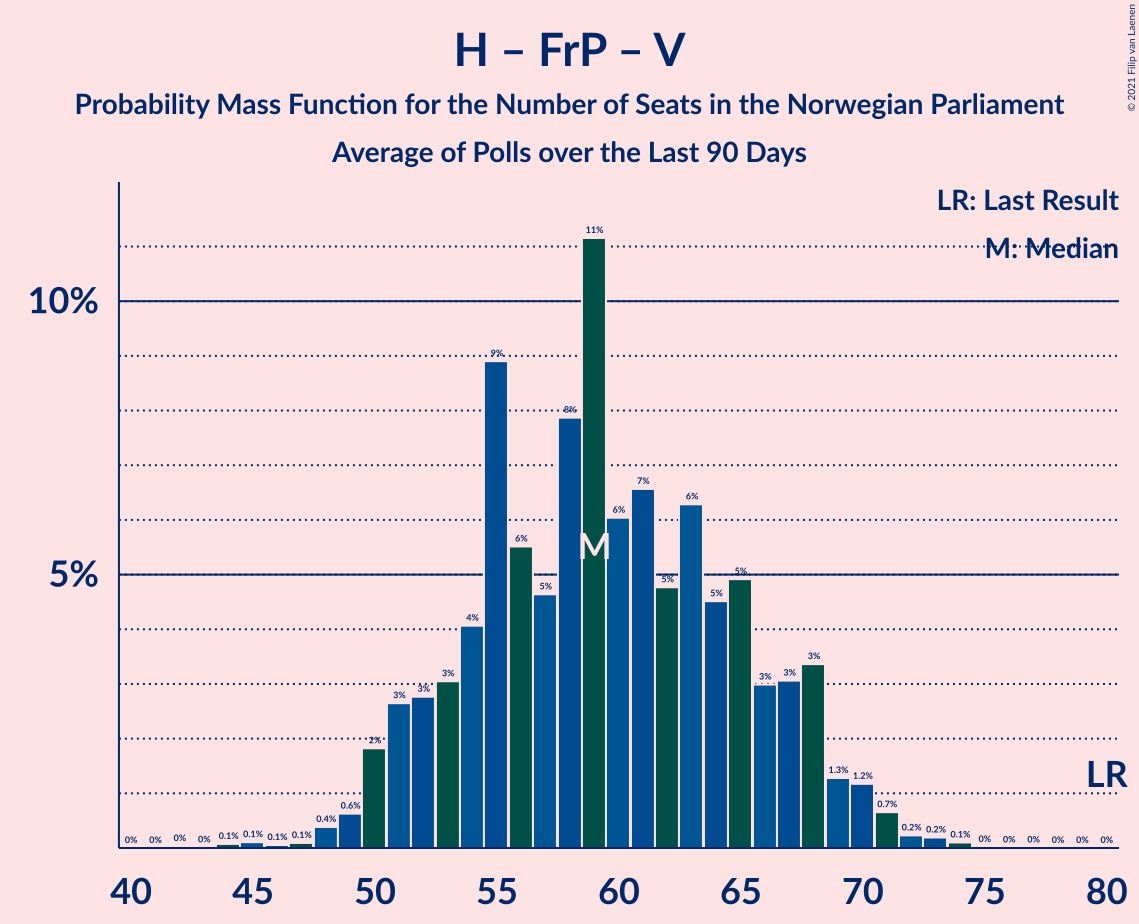 H – FrP – V
Probability Mass Function for the Number of Seats in the Norwegian Parliament
Average of Polls over the Last 90 Days
© 2021 Filip van Laenen
LR: Last Result
M: Median
10%
5%
0% 0% 0% 0% 0.1% 0.1% 0.1% 0.1% 0.4% 0.6% 2% 3% 3% 3% 4% 9% 6% 5% 8% 11% 6% 7% 5% 6% 5% 5% 3% 3% 3% 1.3% 1.2% 0.7% 0.2% 0.2% 0.1% 0% 0% 0% 0% 0% 0%
M
LR
40 45 50 55 60 65 70 75 80